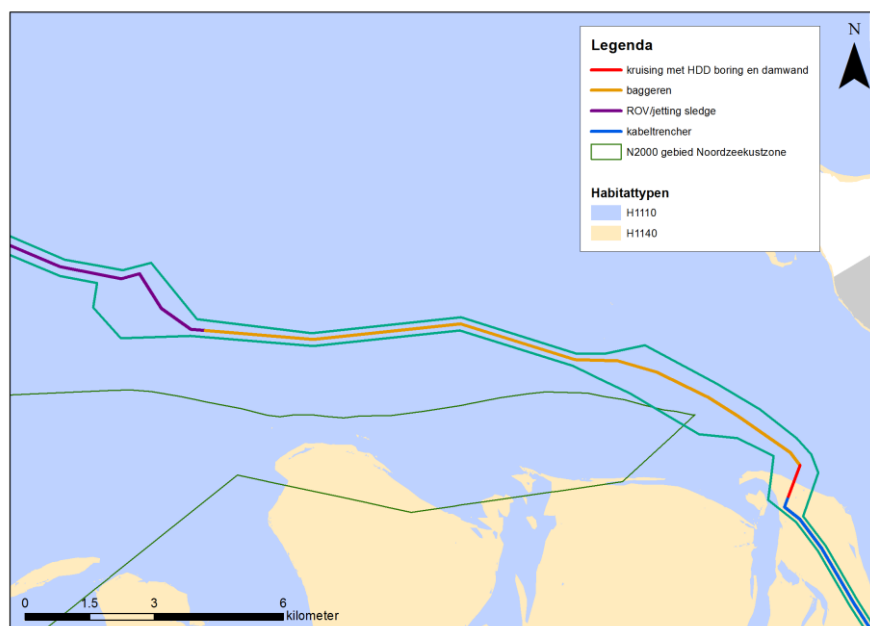 N
Legenda
kruising met HDD boring en damwand
baggeren
ROV/jetting sledge
kabeltrencher
N2000 gebied Noordzeekustzone
Habitattypen
H1110
H1140
0 1.5 3 6
kilometer